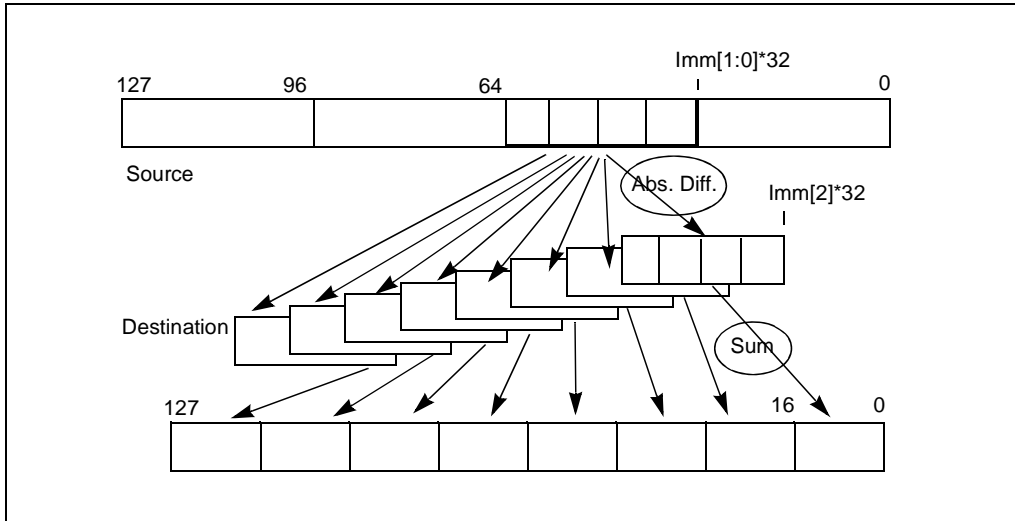 Imm[1:0]*32
127 96 64 0
Source
Abs. Diff.
Imm[2]*32
Destination
Sum
127 16 0